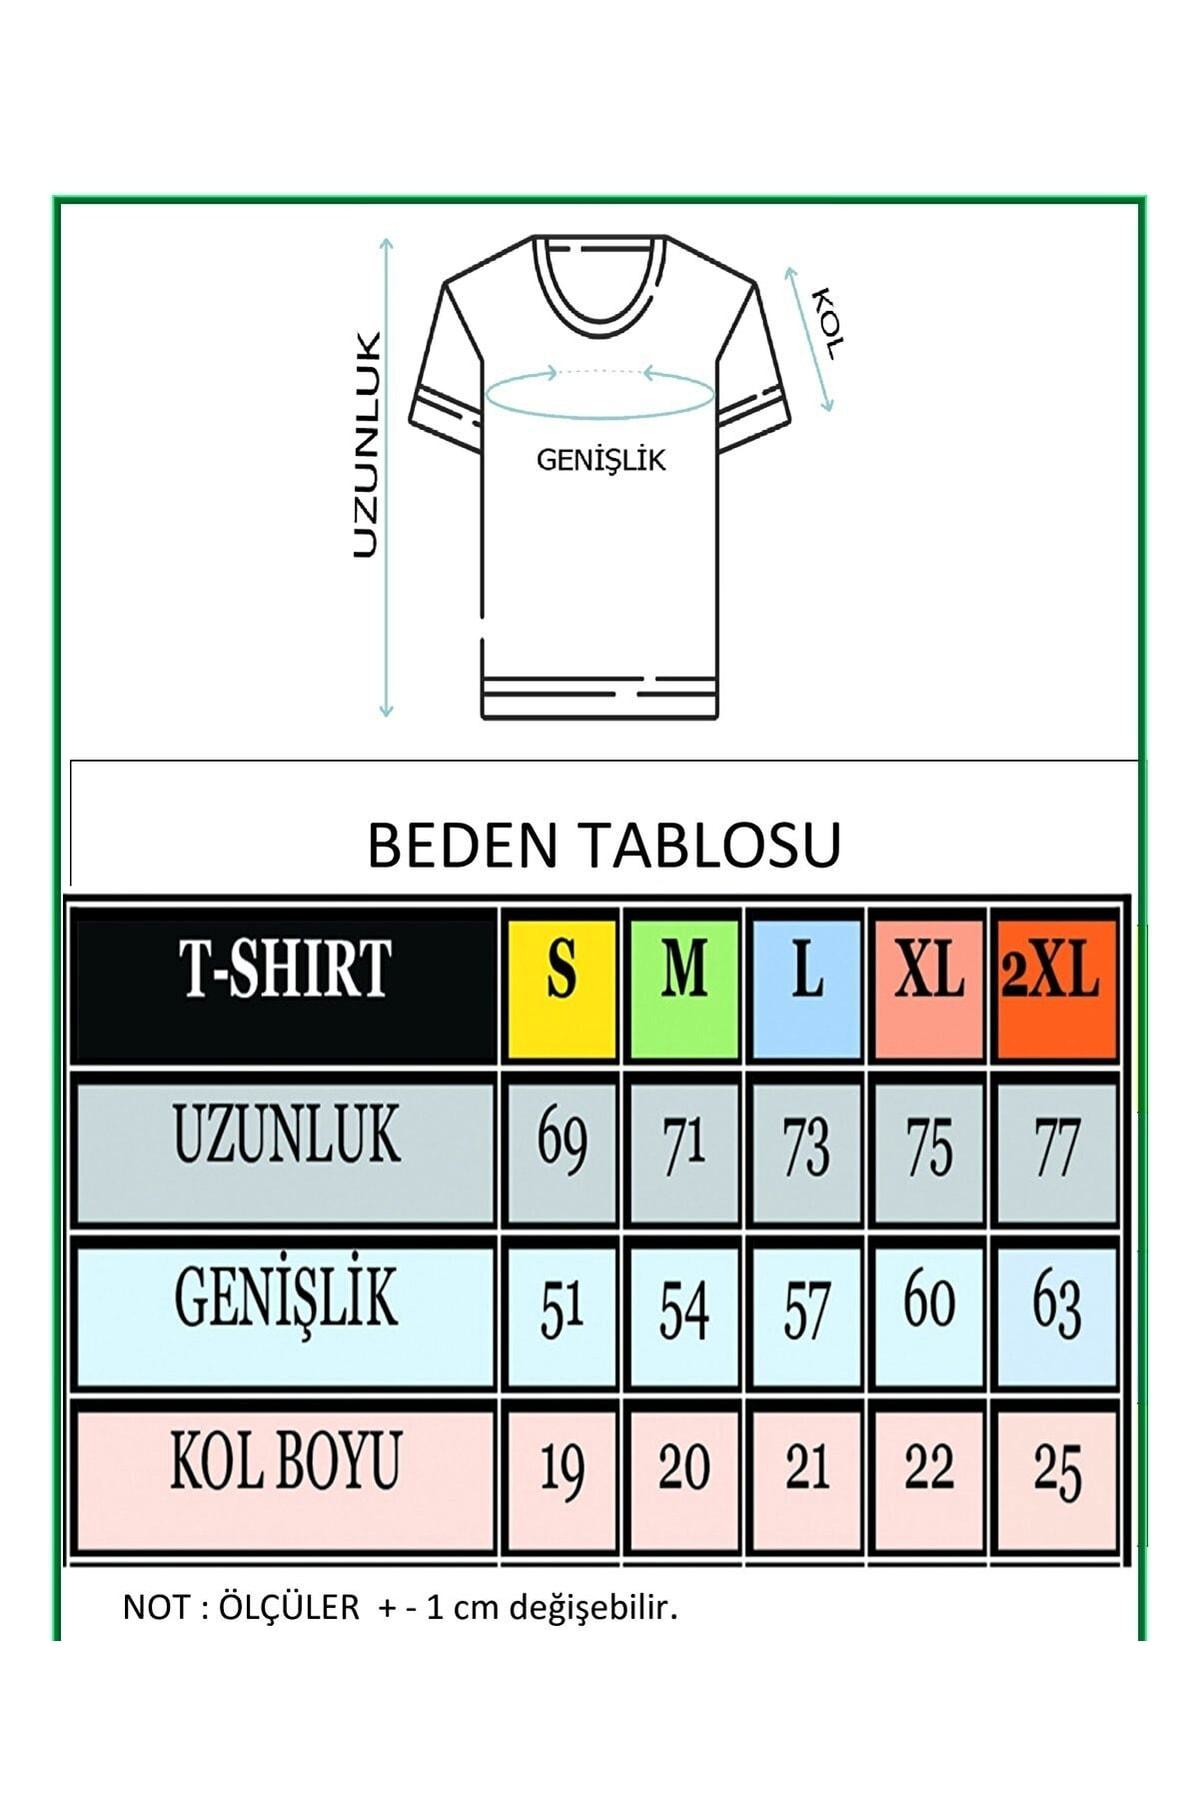 UZUNLUK
KOL
GENİŞLİK
BEDEN TABLOSU
T-SHIRT S M L XL 2XL
UZUNLUK 69 71 73 75 77
GENİŞLİK 51 54 57 60 63
KOL BOYU 19 20 21 22 25
NOT : ÖLÇÜLER + - 1 cm değişebilir.